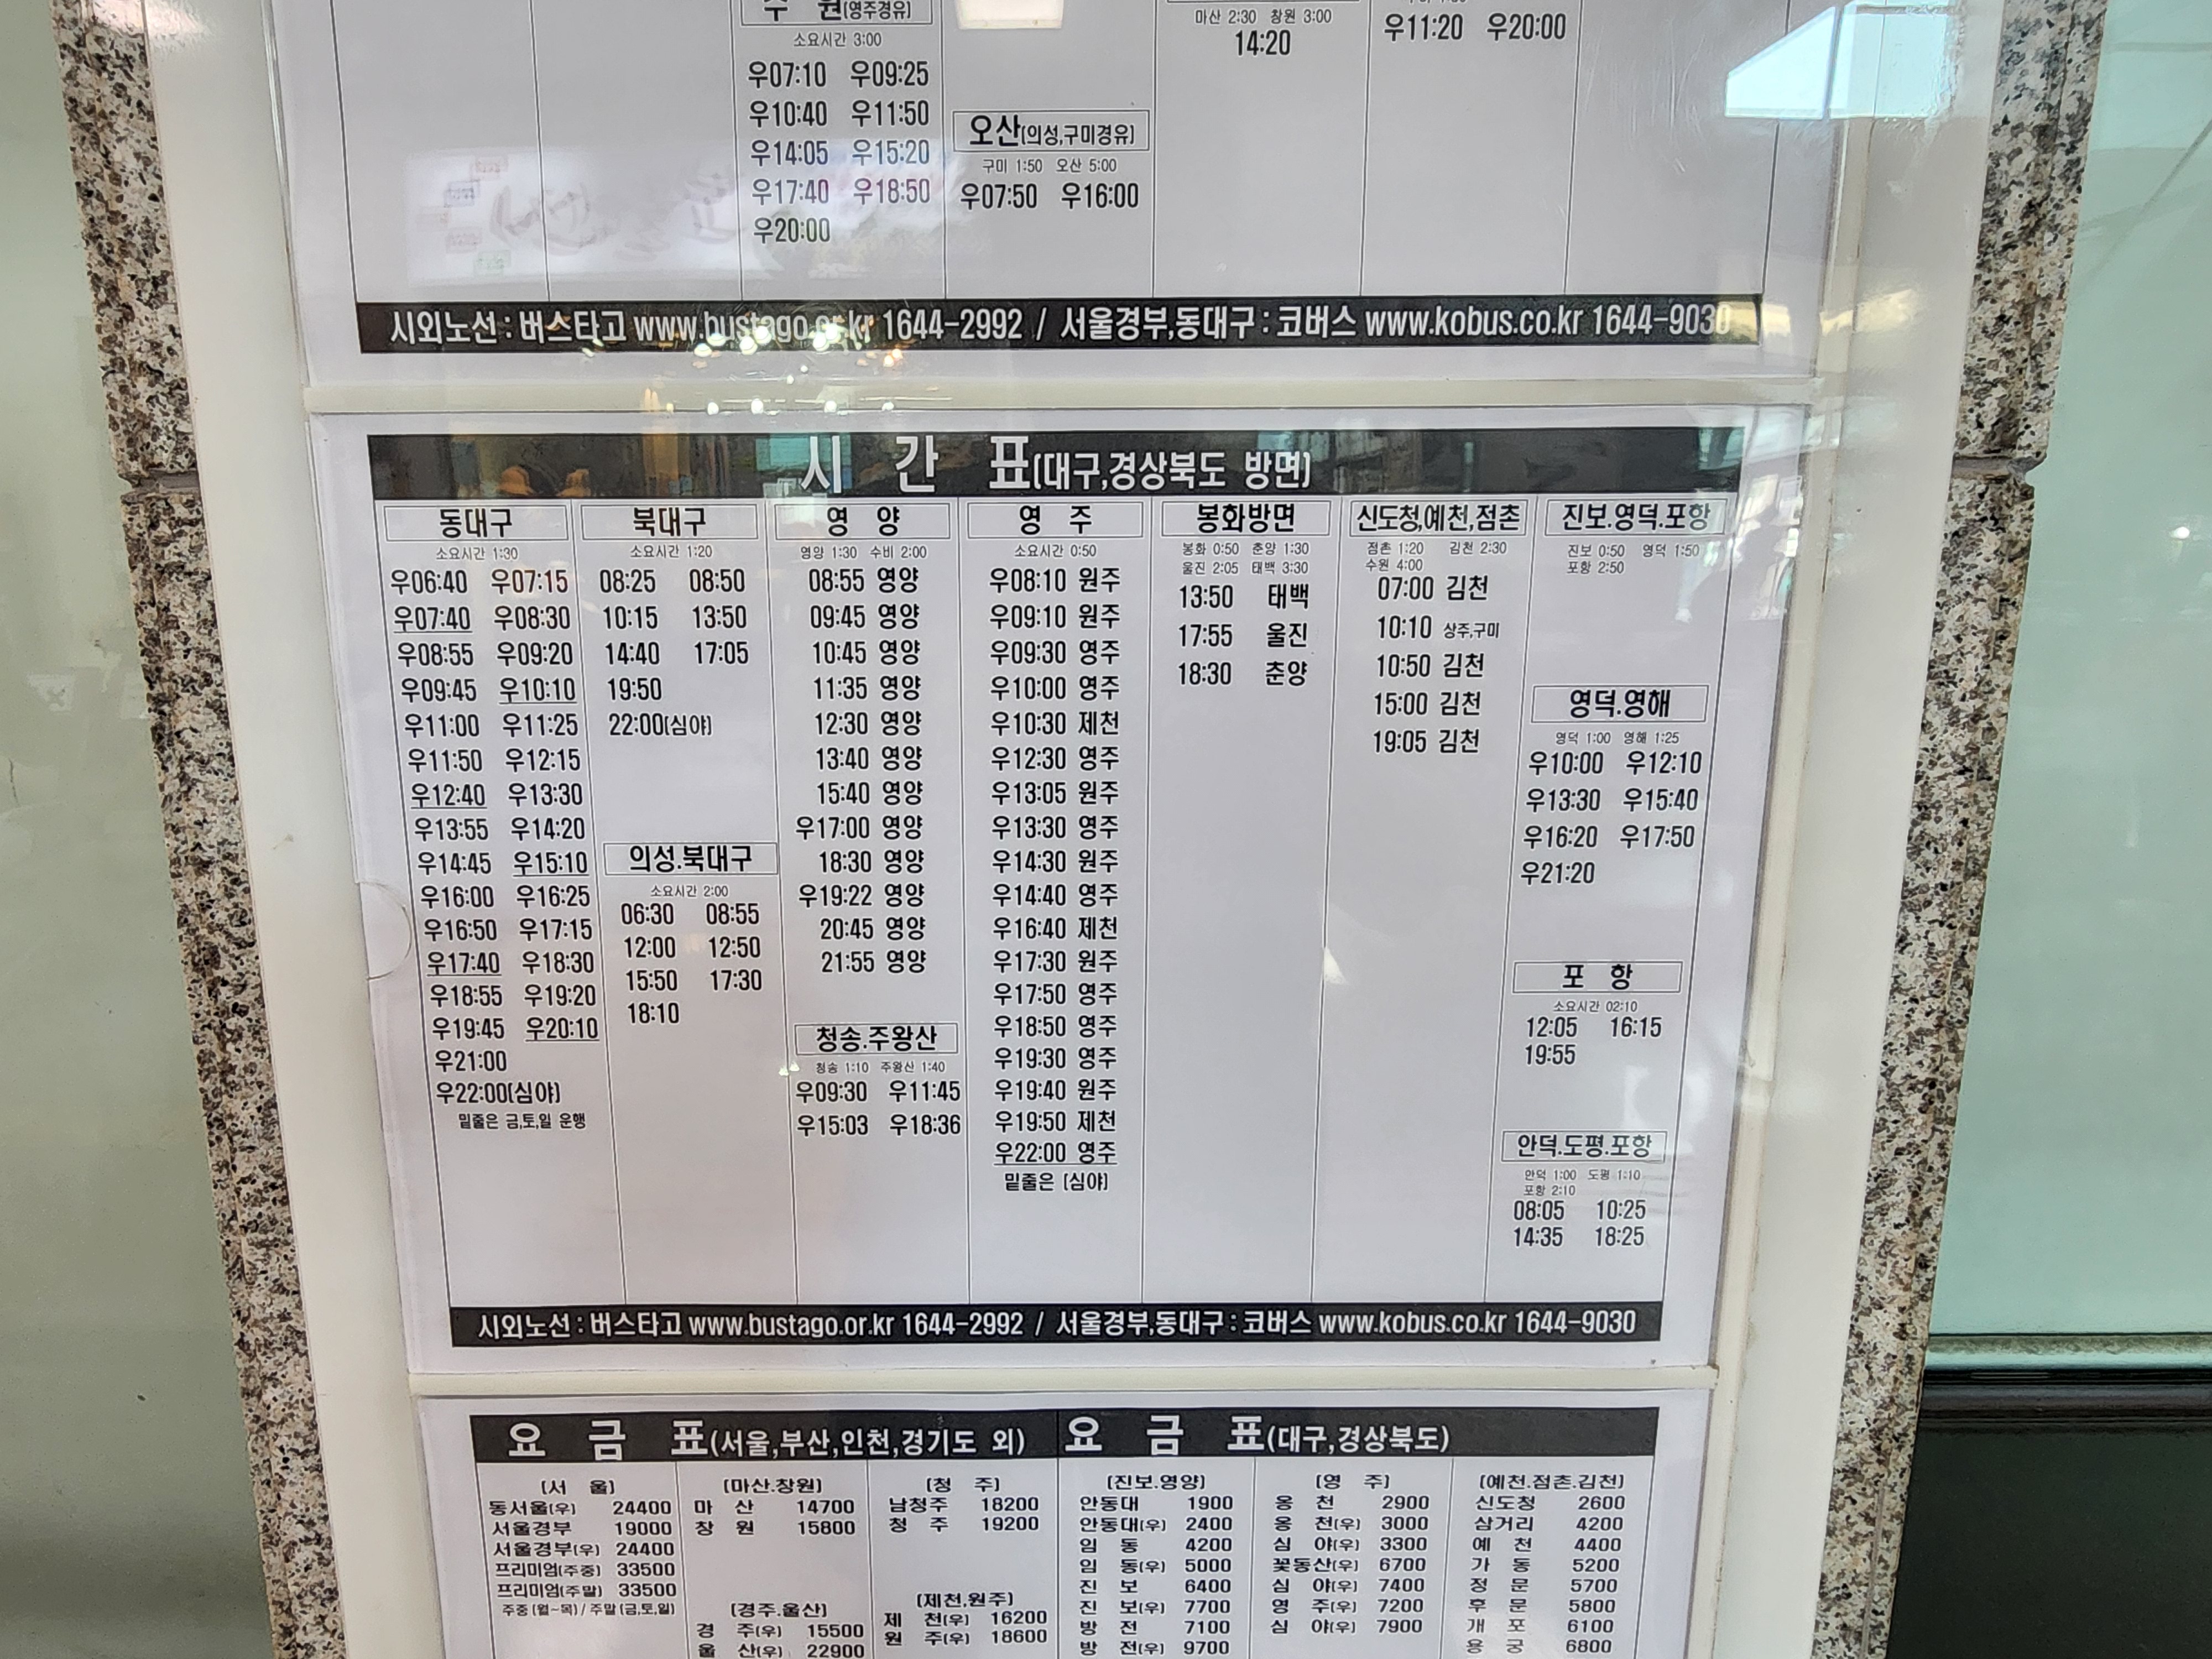 수 원(영주경유)
소요시간 3:00
우07:10 우09:25
우10:40 우11:50
우14:05 우15:20
우17:40 우18:50
우20:00
오산(의성,구미경유)
구미 1:50 오산 5:00
우07:50 우16:00
마산 2:30 창원 3:00
14:20
우11:20 우20:00
시외노선 : 버스타고 www.bustago.or.kr 1644-2992 / 서울경부,동대구 : 코버스 www.kobus.co.kr 1644-9030
시 간 표(대구,경상북도 방면)
동대구
소요시간 1:30
우06:40 우07:15
우07:40 우08:30
우08:55 우09:20
우09:45 우10:10
우11:00 우11:25
우11:50 우12:15
우12:40 우13:30
우13:55 우14:20
우14:45 우15:10
우16:00 우16:25
우16:50 우17:15
우17:40 우18:30
우18:55 우19:20
우19:45 우20:10
우21:00
우22:00(심야)
밑줄은 금,토,일 운행
북대구
소요시간 1:20
08:25 08:50
10:15 13:50
14:40 17:05
19:50
22:00(심야)
의성.북대구
소요시간 2:00
06:30 08:55
12:00 12:50
15:50 17:30
18:10
영 양
영양 1:30 수비 2:00
08:55 영양
09:45 영양
10:45 영양
11:35 영양
12:30 영양
13:40 영양
15:40 영양
우17:00 영양
18:30 영양
우19:22 영양
20:45 영양
21:55 영양
청송.주왕산
청송 1:10 주왕산 1:40
우09:30 우11:45
우15:03 우18:36
영 주
소요시간 0:50
우08:10 원주
우09:10 원주
우09:30 영주
우10:00 영주
우10:30 제천
우12:30 영주
우13:05 원주
우13:30 영주
우14:30 원주
우14:40 영주
우16:40 제천
우17:30 원주
우17:50 영주
우18:50 영주
우19:30 영주
우19:40 원주
우19:50 제천
우22:00 영주
밑줄은 (심야)
봉화방면
봉화 0:50 춘양 1:30
울진 2:05 태백 3:30
13:50 태백
17:55 울진
18:30 춘양
신도청,예천,점촌
점촌 1:20 김천 2:30
수원 4:00
07:00 김천
10:10 상주,구미
10:50 김천
15:00 김천
19:05 김천
진보.영덕.포항
진보 0:50 영덕 1:50
포항 2:50
영덕.영해
영덕 1:00 영해 1:25
우10:00 우12:10
우13:30 우15:40
우16:20 우17:50
우21:20
포 항
소요시간 02:10
12:05 16:15
19:55
안덕.도평.포항
안덕 1:00 도평 1:10
포항 2:10
08:05 10:25
14:35 18:25
시외노선 : 버스타고 www.bustago.or.kr 1644-2992 / 서울경부,동대구 : 코버스 www.kobus.co.kr 1644-9030
요 금 표(서울,부산,인천,경기도 외)
(서 울)
동서울(우) 24400
서울경부 19000
서울경부(우) 24400
프리미엄(주중) 33500
프리미엄(주말) 33500
주중(월~목) / 주말(금,토,일)
(마산.창원)
마 산 14700
창 원 15800
(경주.울산)
경 주(우) 15500
울 산(우) 22900
(청 주)
남청주 18200
청 주 19200
(제천,원주)
제 천(우) 16200
원 주(우) 18600
요 금 표(대구,경상북도)
(진보.영양)
안동대 1900
안동대(우) 2400
임 동 4200
임 동(우) 5000
진 보 6400
진 보(우) 7700
방 전 7100
방 전(우) 9700
(영 주)
옹 천 2900
옹 천(우) 3000
심 야(우) 3300
꽃동산(우) 6700
심 야(우) 7400
영 주(우) 7200
심 야(우) 7900
(예천.점촌.김천)
신도청 2600
삼거리 4200
예 천 4400
가 동 5200
정 문 5700
후 문 5800
개 포 6100
용 궁 6800